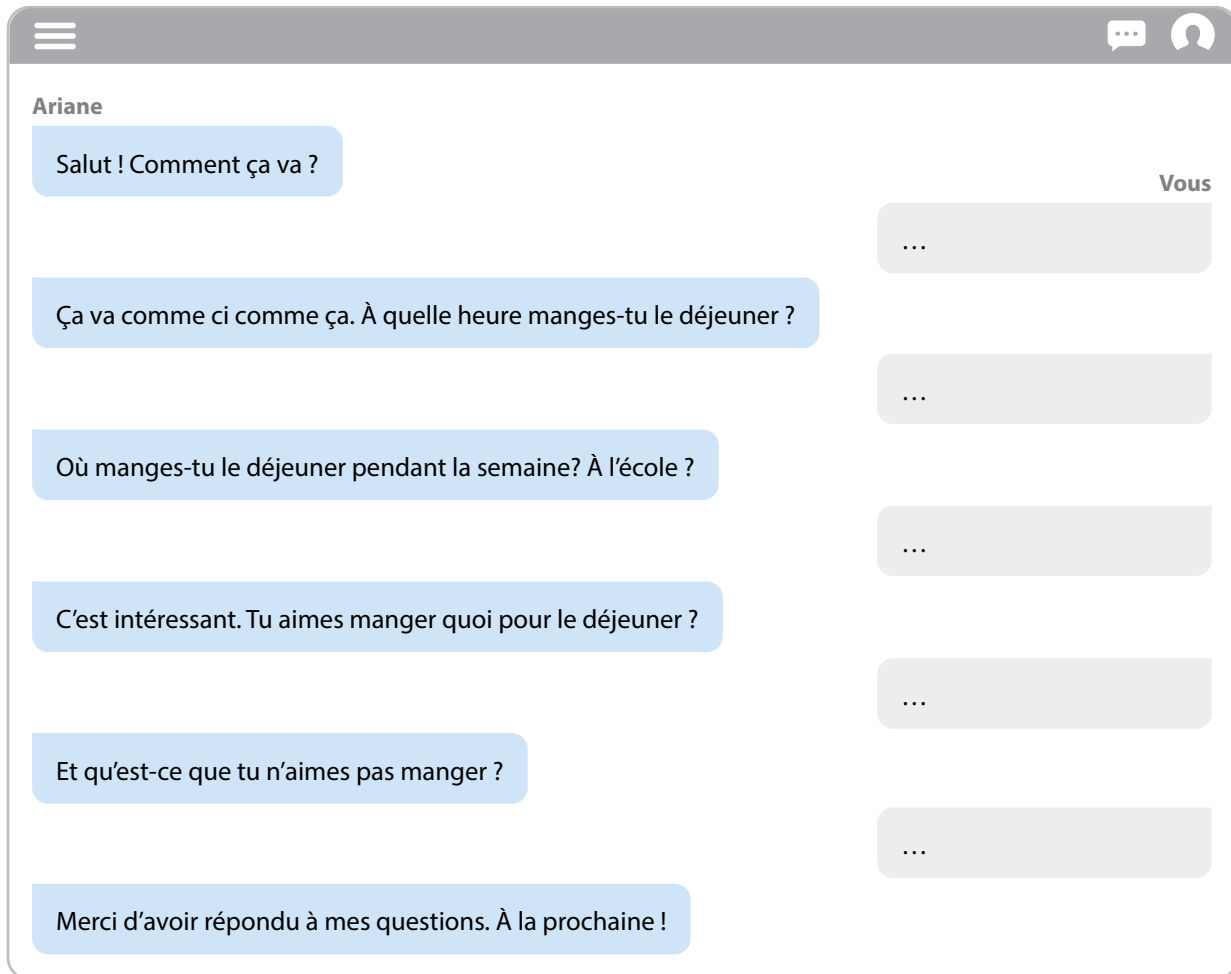 Ariane
Salut ! Comment ça va ?
Vous
…
Ça va comme ci comme ça. À quelle heure manges-tu le déjeuner ?
…
Où manges-tu le déjeuner pendant la semaine? À l’école ?
…
C’est intéressant. Tu aimes manger quoi pour le déjeuner ?
…
Et qu’est-ce que tu n’aimes pas manger ?
…
Merci d’avoir répondu à mes questions. À la prochaine !